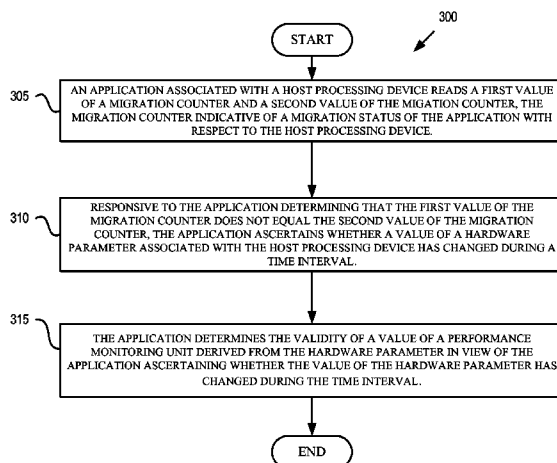 300
START
305
AN APPLICATION ASSOCIATED WITH A HOST PROCESSING DEVICE READS A FIRST VALUE
OF A MIGRATION COUNTER AND A SECOND VALUE OF THE MIGATION COUNTER, THE
MIGRATION COUNTER INDICATIVE OF A MIGRATION STATUS OF THE APPLICATION WITH
RESPECT TO THE HOST PROCESSING DEVICE.
310
RESPONSIVE TO THE APPLICATION DETERMINING THAT THE FIRST VALUE OF THE
MIGRATION COUNTER DOES NOT EQUAL THE SECOND VALUE OF THE MIGRATION
COUNTER, THE APPLICATION ASCERTAINS WHETHER A VALUE OF A HARDWARE
PARAMETER ASSOCIATED WITH THE HOST PROCESSING DEVICE HAS CHANGED DURING A
TIME INTERVAL.
315
THE APPLICATION DETERMINES THE VALIDITY OF A VALUE OF A PERFORMANCE
MONITORING UNIT DERIVED FROM THE HARDWARE PARAMETER IN VIEW OF THE
APPLICATION ASCERTAINING WHETHER THE VALUE OF THE HARDWARE PARAMETER HAS
CHANGED DURING THE TIME INTERVAL.
END